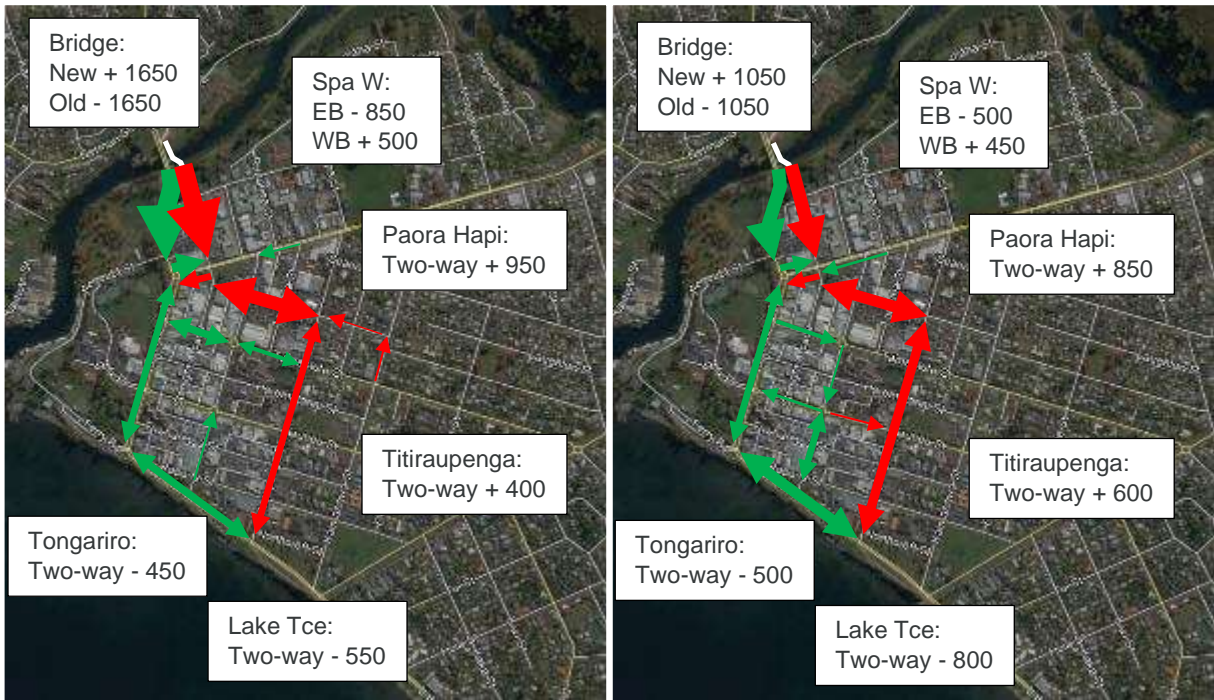 Bridge:
New + 1650
Old - 1650
Spa W:
EB - 850
WB + 500
Paora Hapi:
Two-way + 950
Titiraupenga:
Two-way + 400
Tongariro:
Two-way - 450
Lake Tce:
Two-way - 550
Bridge:
New + 1050
Old - 1050
Spa W:
EB - 500
WB + 450
Paora Hapi:
Two-way + 850
Titiraupenga:
Two-way + 600
Tongariro:
Two-way - 500
Lake Tce:
Two-way - 800